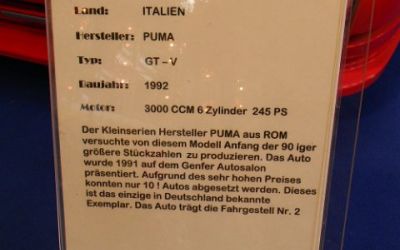 Land: ITALIEN
Hersteller: PUMA
Typ: GT – V
Baujahr: 1992
Motor: 3000 CCM 6 Zylinder 245 PS
Der Kleinserien Hersteller PUMA aus ROM
versuchte von diesem Modell Anfang der 90 iger
größere Stückzahlen zu produzieren. Das Auto
wurde 1991 auf dem Genfer Autosalon
präsentiert. Aufgrund des sehr hohen Preises
konnten nur 10 ! Autos abgesetzt werden. Dieses
ist das einzige in Deutschland bekannte
Exemplar. Das Auto trägt die Fahrgestell Nr. 2